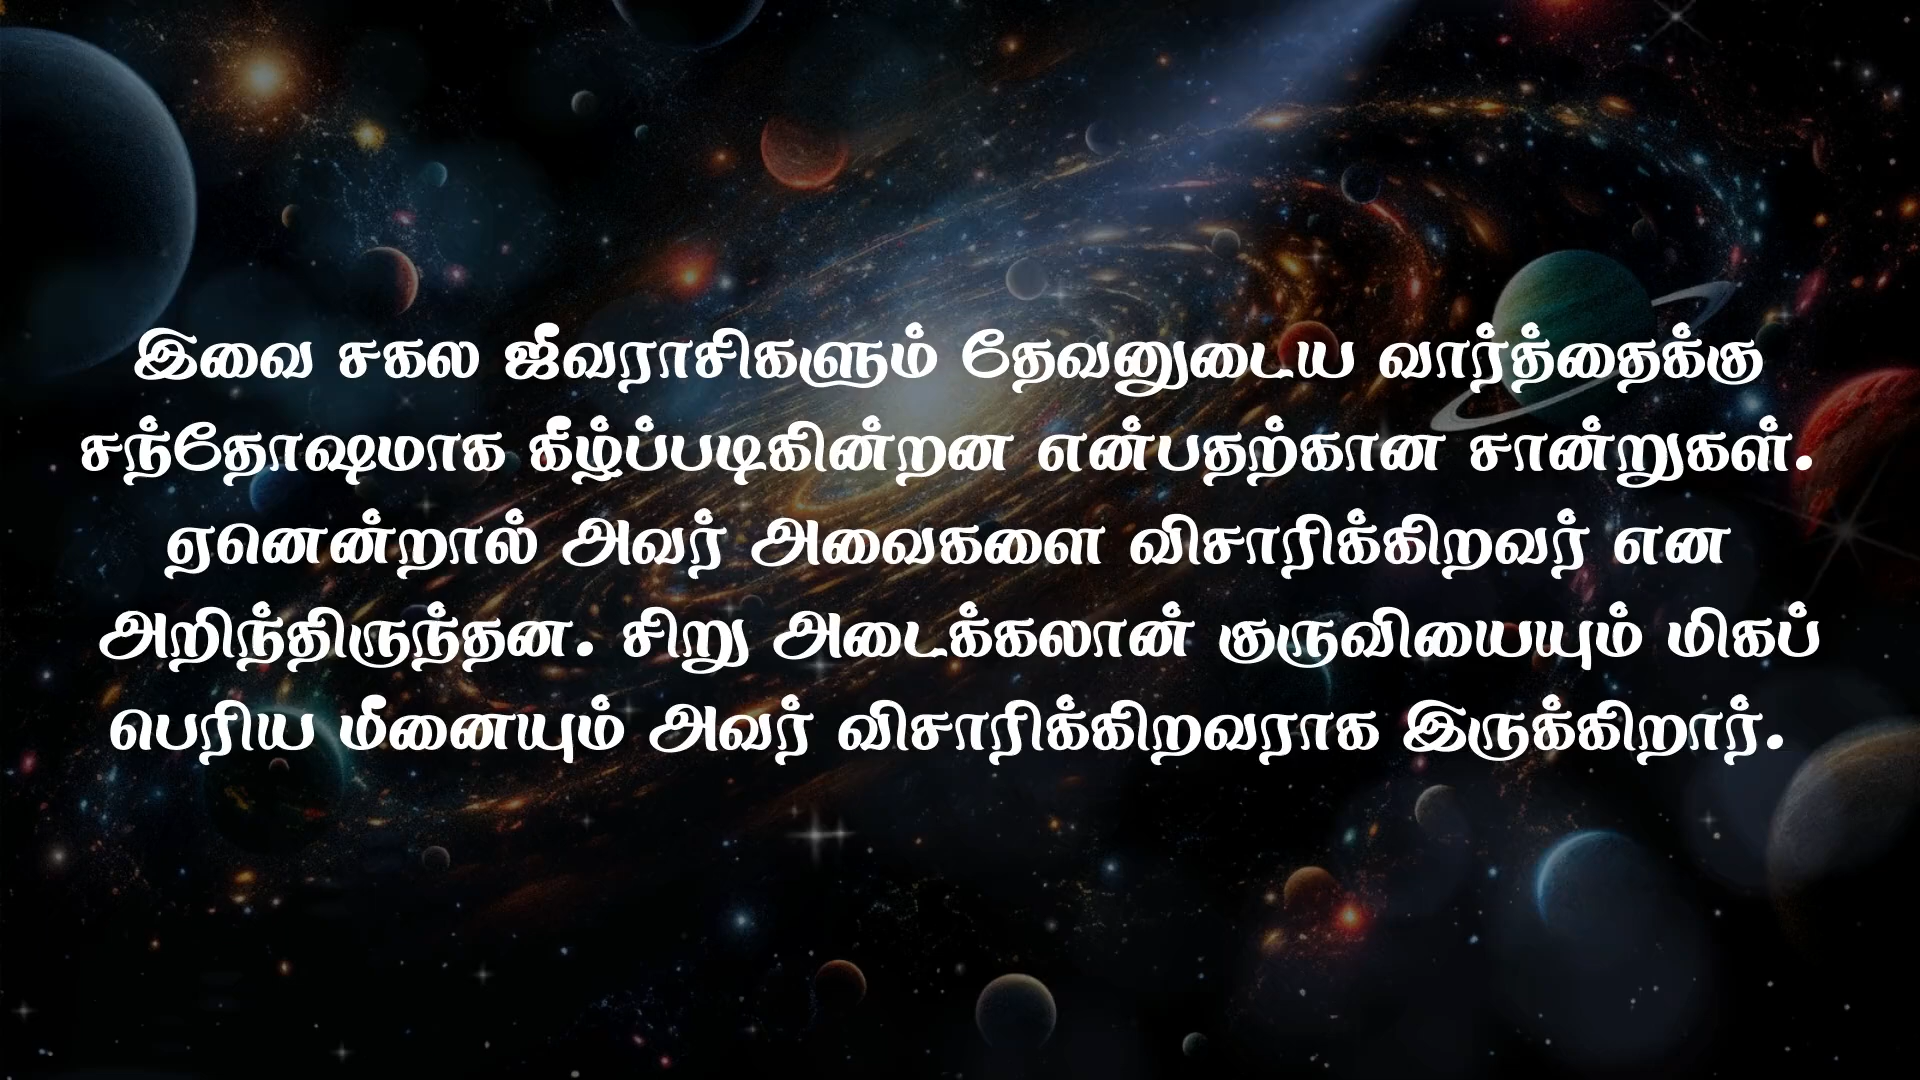 இவை சகல ஜீவராசிகளும் தேவனுடைய வார்த்தைக்கு
சந்தோஷமாக கீழ்ப்படிகின்றன என்பதற்கான சான்றுகள்.
ஏனென்றால் அவர் அவைகளை விசாரிக்கிறவர் என
அறிந்திருந்தன. சிறு அடைக்கலான் குருவியையும் மிகப்
பெரிய மீனையும் அவர் விசாரிக்கிறவராக இருக்கிறார்.